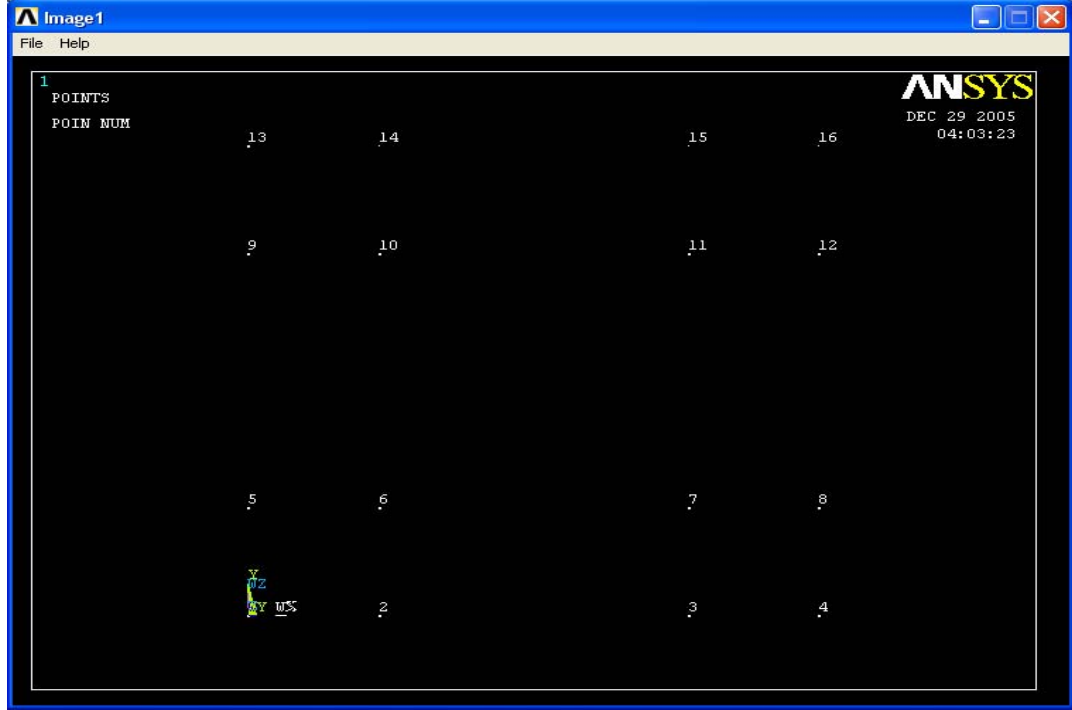 Image1
File Help
1
POINTS
POIN NUM
ANSYS
DEC 29 2005
04:03:23
13 14 15 16
9 10 11 12
5 6 7 8
Y
WZ
2 3 4